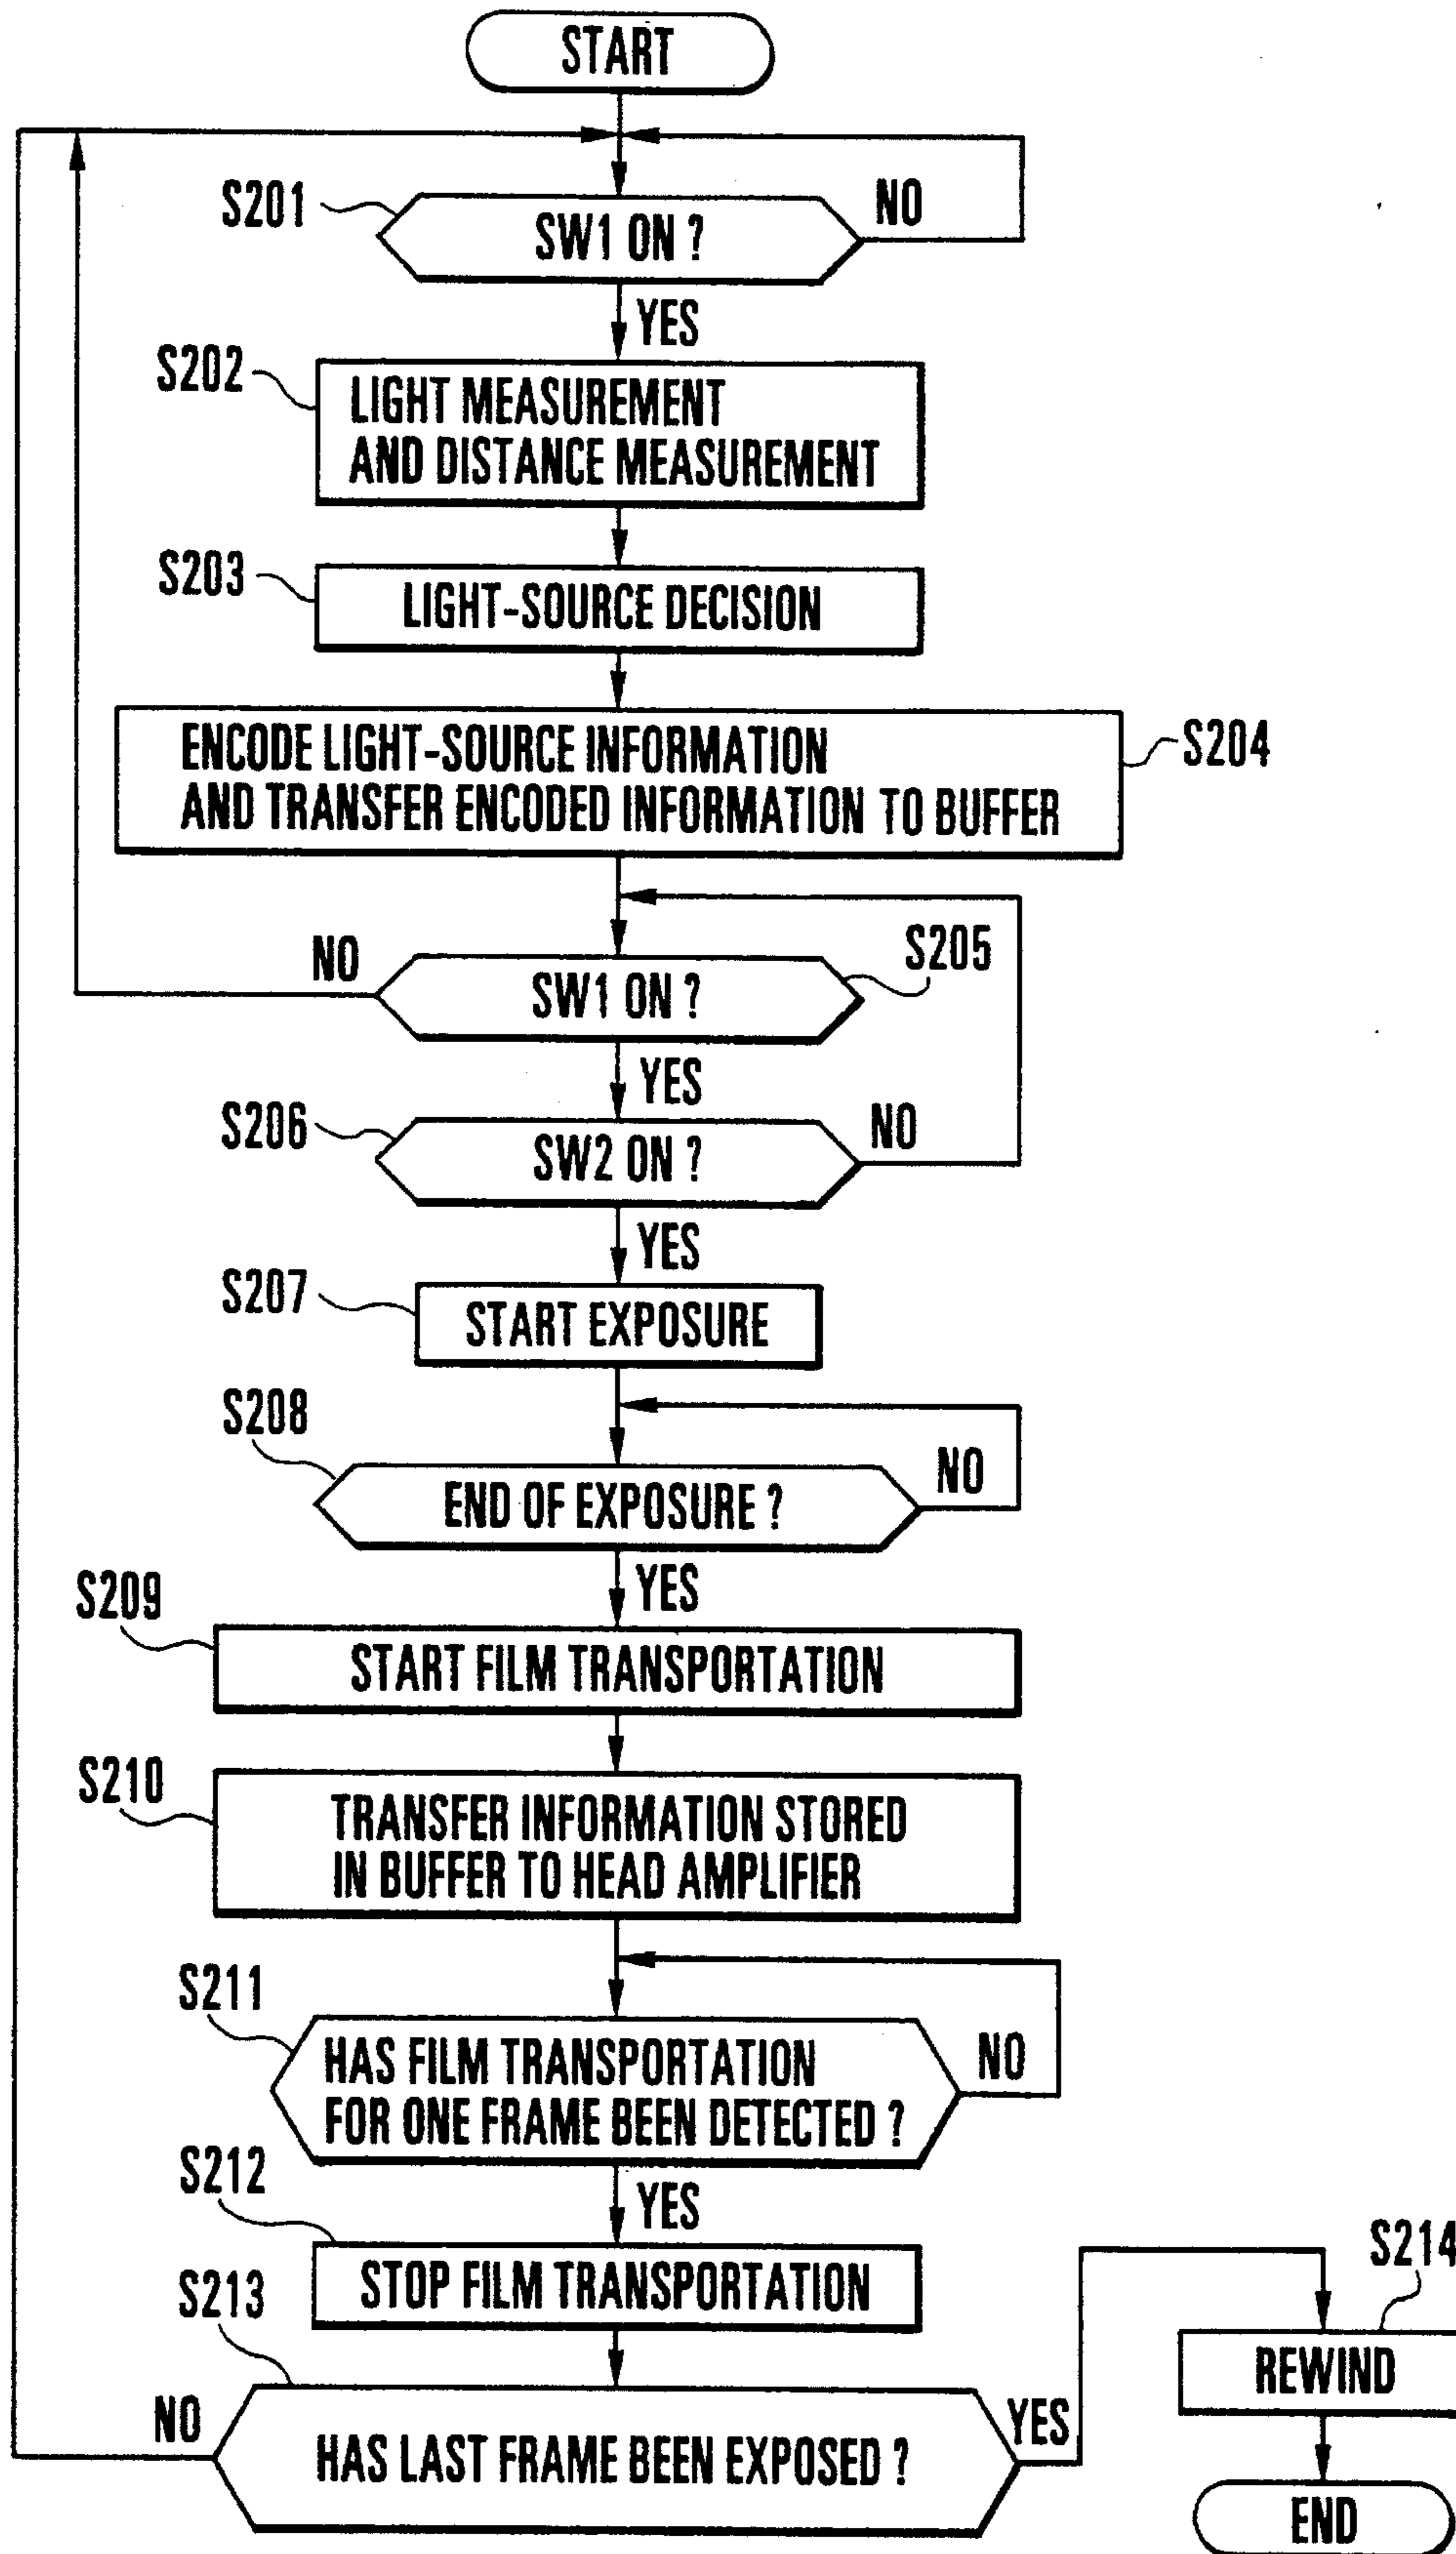 START
S201
SW1 ON ?
NO
YES
S202
LIGHT MEASUREMENT
AND DISTANCE MEASUREMENT
S203
LIGHT-SOURCE DECISION
ENCODE LIGHT-SOURCE INFORMATION
AND TRANSFER ENCODED INFORMATION TO BUFFER
S204
NO
SW1 ON ?
S205
YES
S206
SW2 ON ?
NO
YES
S207
START EXPOSURE
S208
END OF EXPOSURE ?
NO
YES
S209
START FILM TRANSPORTATION
S210
TRANSFER INFORMATION STORED
IN BUFFER TO HEAD AMPLIFIER
S211
HAS FILM TRANSPORTATION
FOR ONE FRAME BEEN DETECTED ?
NO
YES
S212
STOP FILM TRANSPORTATION
S213
NO
HAS LAST FRAME BEEN EXPOSED ?
YES
S214
REWIND
END